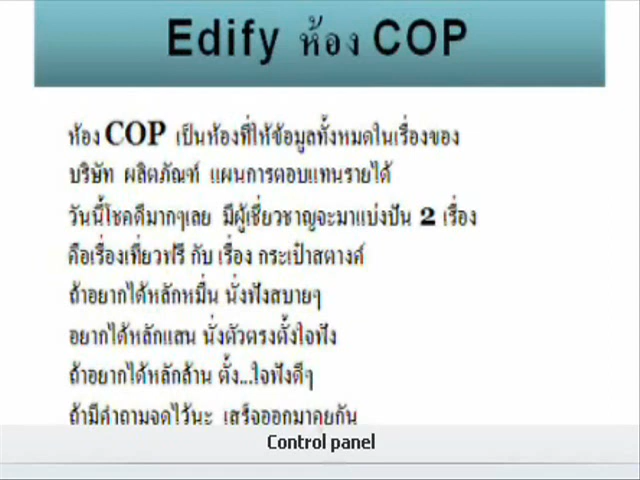 Edify ห้อง COP
ห้อง COP เป็นห้องที่ให้ข้อมูลทั้งหมดในเรื่องของ
บริษัท ผลิตภัณฑ์ แผนการตอบแทนรายได้
วันนี้โชคดีมากๆเลย มีผู้เชี่ยวชาญจะมาแบ่งปัน 2 เรื่อง
คือเรื่องเที่ยวฟรี กับ เรื่อง กระเป๋าสตางค์
ถ้าอยากได้หลักหมื่น นั่งฟังสบายๆ
อยากได้หลักแสน นั่งตัวตรงตั้งใจฟัง
ถ้าอยากได้หลักล้าน ตั้ง...ใจฟังดีๆ
ถ้ามีคำถามจดไว้นะ เสร็จออกมาคุยกัน
Control panel